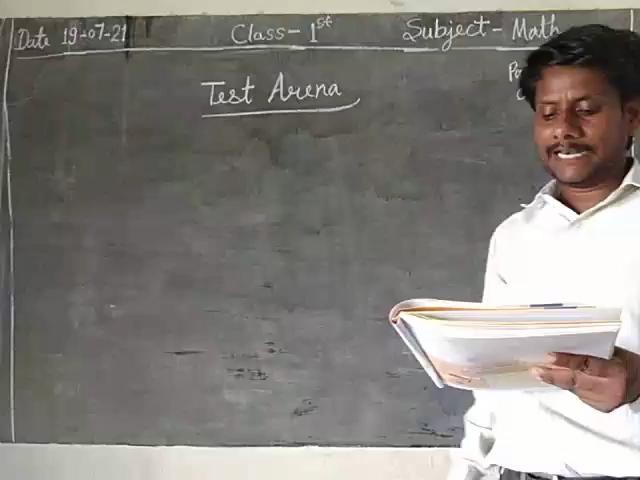 Date 19-07-21 Class- 1st Subject- Math
Test Arena